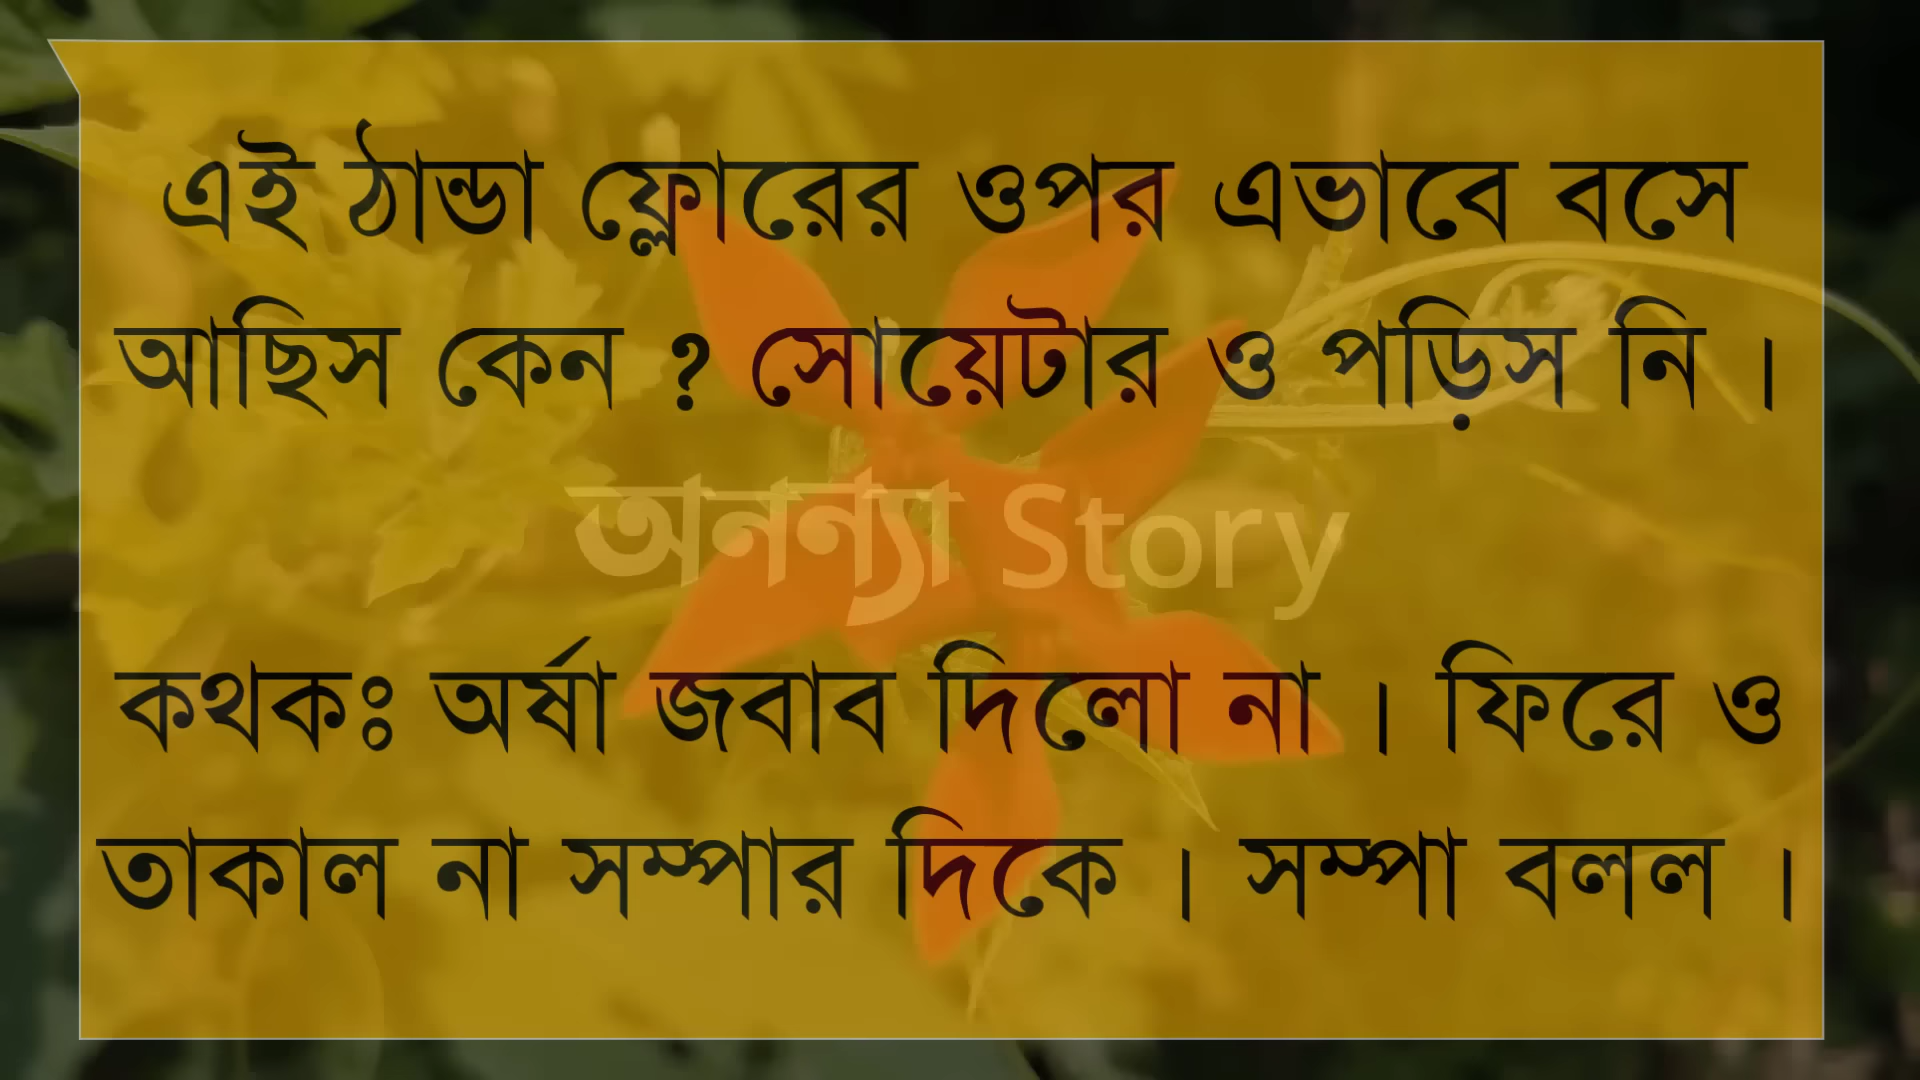 এই ঠান্ডা ফ্লোরের ওপর এভাবে বসে
আছিস কেন ? সোয়েটার ও পড়িস নি ।
অনন্যা Story
কথকঃ অর্ষা জবাব দিলো না । ফিরে ও
তাকাল না সম্পার দিকে । সম্পা বলল ।